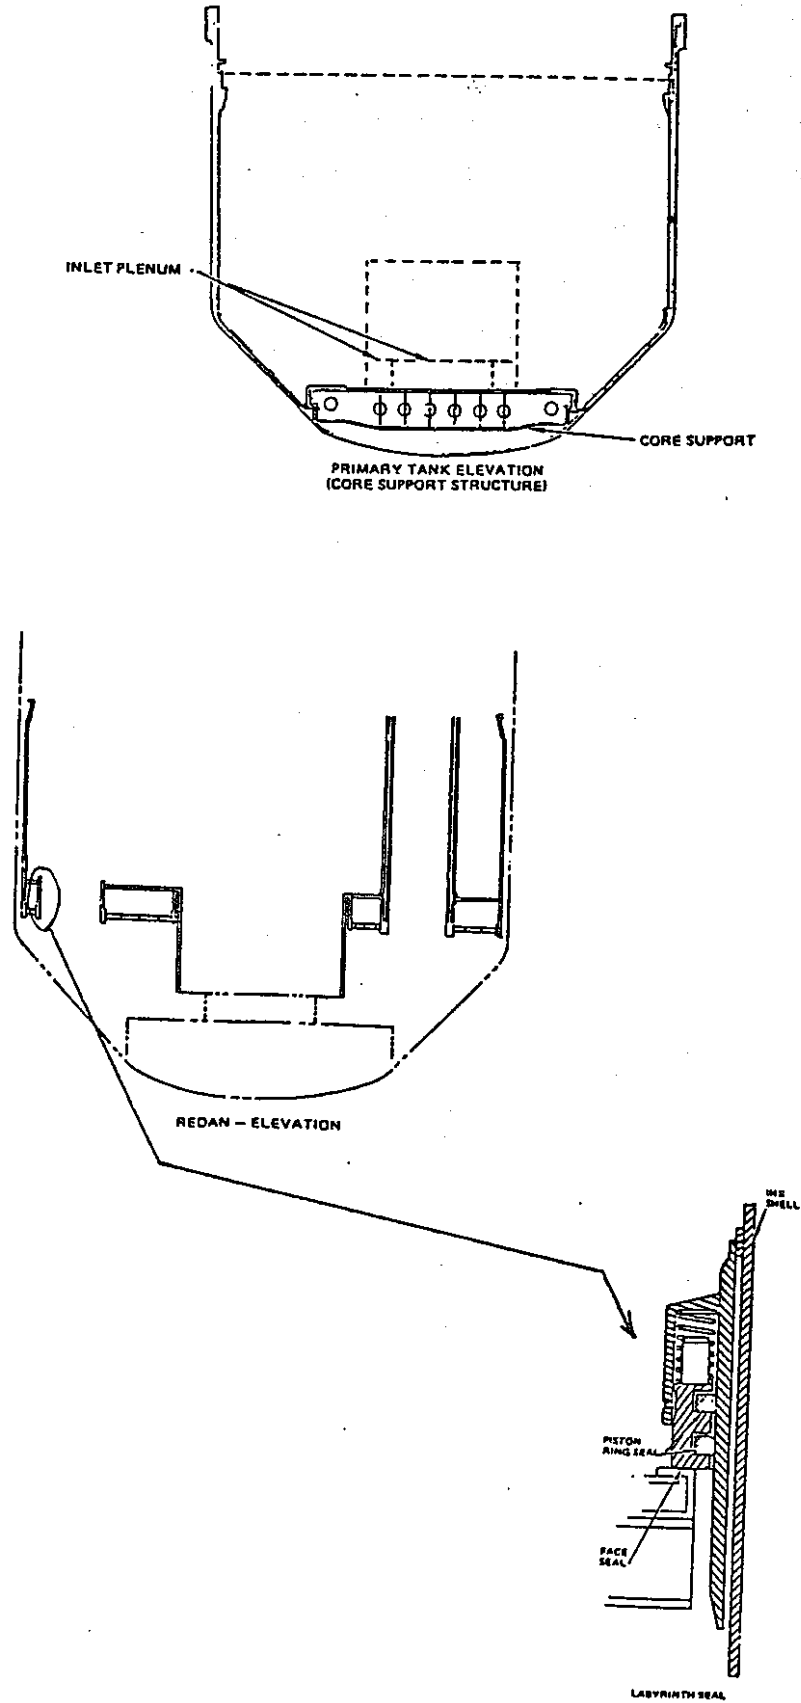 INLET PLENUM
CORE SUPPORT
PRIMARY TANK ELEVATION
(CORE SUPPORT STRUCTURE)
REDAN — ELEVATION
SHELL
PISTON
RING SEAL
FACE
SEAL
LABYRINTH SEAL